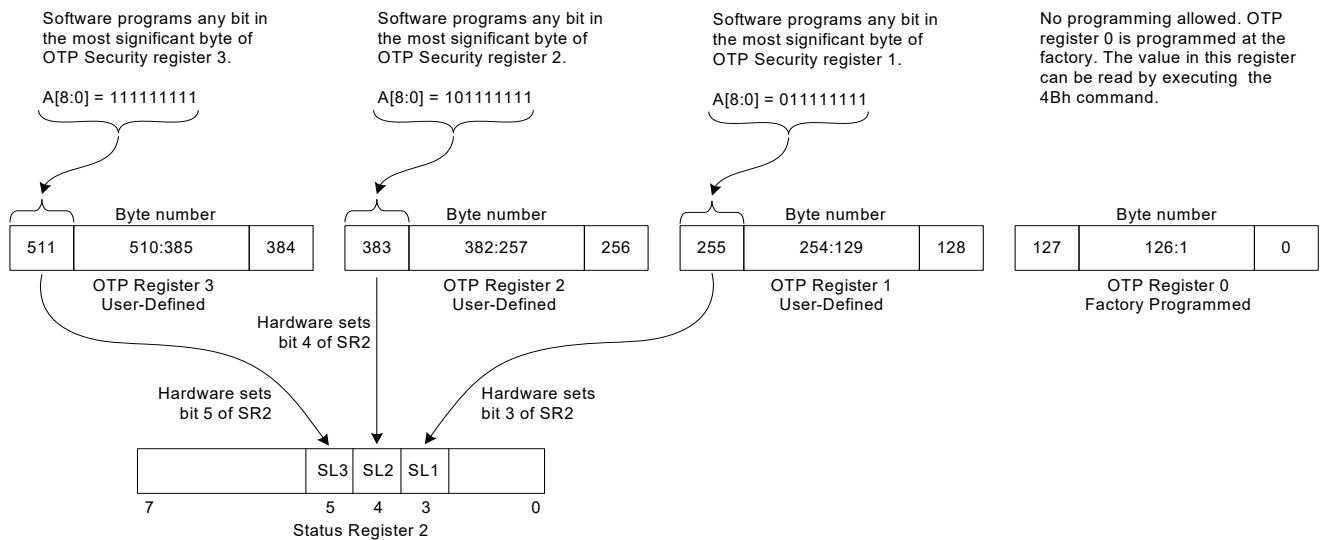 Software programs any bit in
the most significant byte of
OTP Security register 3.
A[8:0] = 111111111
Software programs any bit in
the most significant byte of
OTP Security register 2.
A[8:0] = 101111111
Software programs any bit in
the most significant byte of
OTP Security register 1.
A[8:0] = 011111111
No programming allowed. OTP
register 0 is programmed at the
factory. The value in this register
can be read by executing the
4Bh command.
Byte number
511 510:385 384
OTP Register 3
User-Defined
Byte number
383 382:257 256
OTP Register 2
User-Defined
Byte number
255 254:129 128
OTP Register 1
User-Defined
Byte number
127 126:1 0
OTP Register 0
Factory Programmed
Hardware sets
bit 4 of SR2
Hardware sets
bit 5 of SR2
Hardware sets
bit 3 of SR2
SL3 SL2 SL1
7 5 4 3 0
Status Register 2